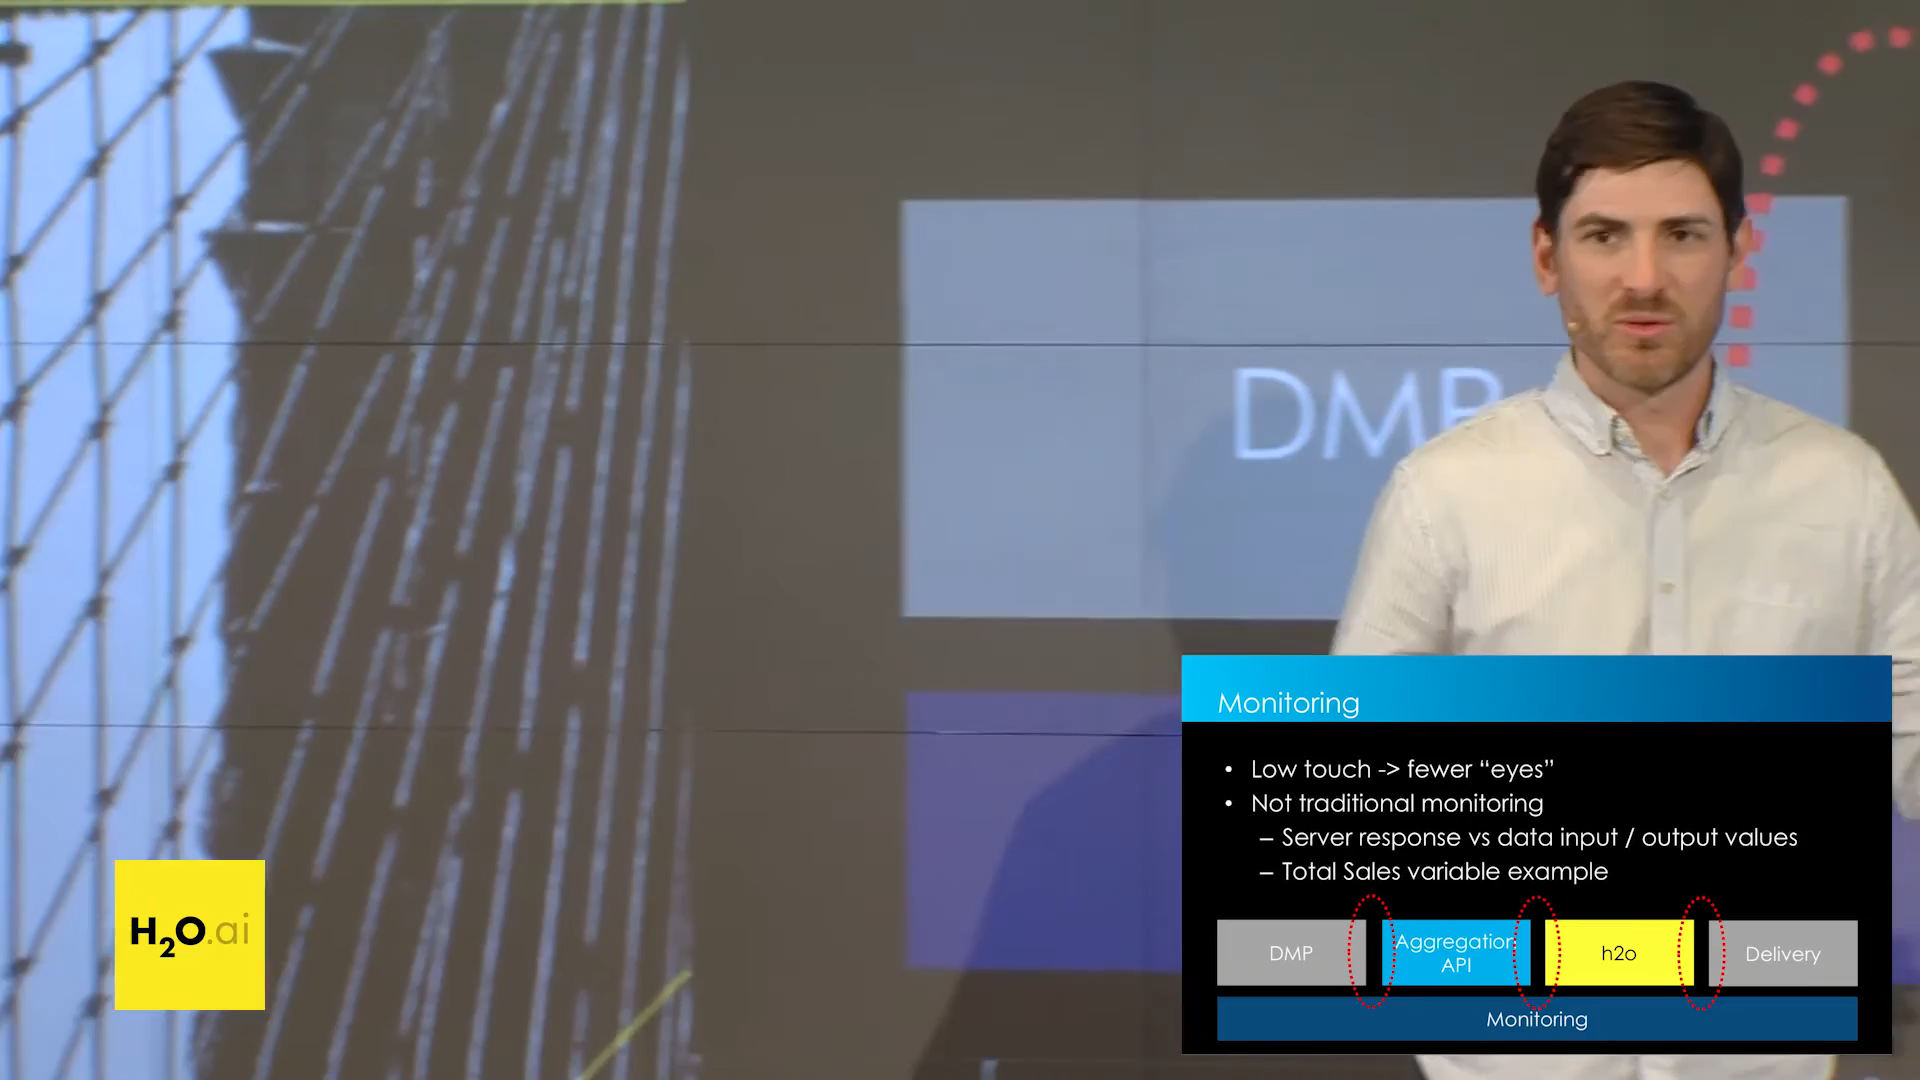 DMP
H2O.ai
Monitoring
• Low touch -> fewer “eyes”
• Not traditional monitoring
– Server response vs data input / output values
– Total Sales variable example
DMP
Aggregation
API
h2o
Delivery
Monitoring